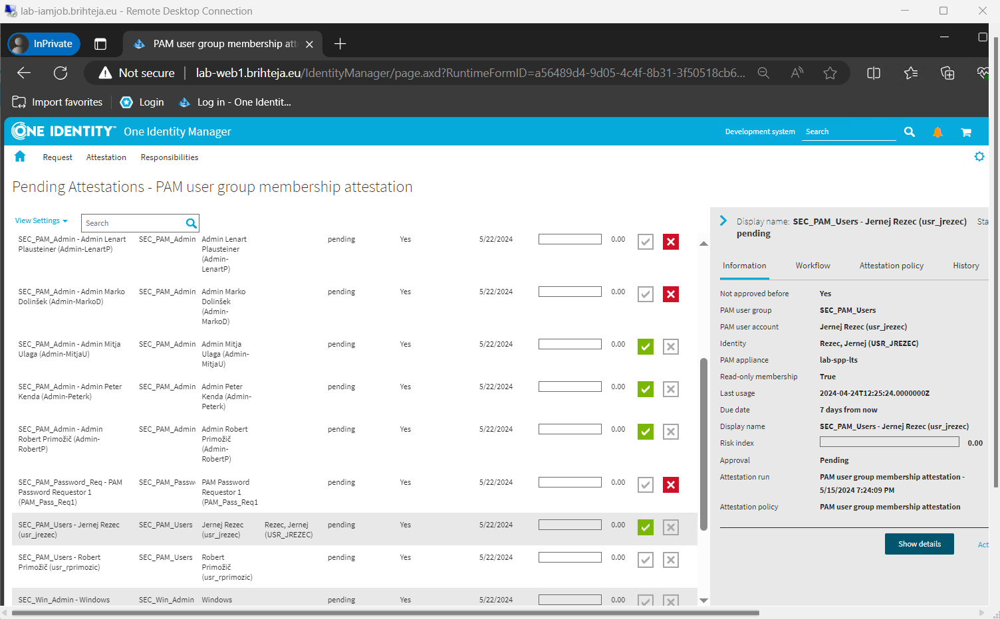 lab-iamjob.brihteja.eu - Remote Desktop Connection
InPrivate
PAM user group membership att
Not secure
lab-web1.brihteja.eu/IdentityManager/page.axd?RuntimeFormID=a56489d4-9d05-4c4f-8b31-3f50518cb6...
Import favorites
Login
Log in - One Identit...
ONE IDENTITY™ One Identity Manager
Development system
Search
Request
Attestation
Responsibilities
Pending Attestations - PAM user group membership attestation
View Settings
Search
SEC_PAM_Admin - Admin Lenart Plausteiner (Admin-LenartP) SEC_PAM_Admin Admin Lenart Plausteiner (Admin-LenartP) pending Yes 5/22/2024 0.00
SEC_PAM_Admin - Admin Marko Dolinšek (Admin-MarkoD) SEC_PAM_Admin Admin Marko Dolinšek (Admin-MarkoD) pending Yes 5/22/2024 0.00
SEC_PAM_Admin - Admin Mitja Ulaga (Admin-MitjaU) SEC_PAM_Admin Admin Mitja Ulaga (Admin-MitjaU) pending Yes 5/22/2024 0.00
SEC_PAM_Admin - Admin Peter Kenda (Admin-Peterk) SEC_PAM_Admin Admin Peter Kenda (Admin-Peterk) pending Yes 5/22/2024 0.00
SEC_PAM_Admin - Admin Robert Primožič (Admin-RobertP) SEC_PAM_Admin Admin Robert Primožič (Admin-RobertP) pending Yes 5/22/2024 0.00
SEC_PAM_Password_Req - PAM Password Requestor 1 (PAM_Pass_Req1) SEC_PAM_Passw PAM Password Requestor 1 (PAM_Pass_Req1 pending Yes 5/22/2024 0.00
SEC_PAM_Users - Jernej Rezec (usr_jrezec) SEC_PAM_Users Jernej Rezec (usr_jrezec) Rezec, Jernej (USR_JREZEC) pending Yes 5/22/2024 0.00
SEC_PAM_Users - Robert Primožič (usr_rprimozic) SEC_PAM_Users Robert Primožič (usr_rprimozic) pending Yes 5/22/2024 0.00
SEC_Win_Admin - Windows SEC_Win_Admin Windows pending Yes 5/22/2024 0.00
Display name: SEC_PAM_Users - Jernej Rezec (usr_jrezec) Sta
pending
Information
Workflow
Attestation policy
History
Not approved before Yes
PAM user group SEC_PAM_Users
PAM user account Jernej Rezec (usr_jrezec)
Identity Rezec, Jernej (USR_JREZEC)
PAM appliance lab-spp-lts
Read-only membership True
Last usage 2024-04-24T12:25:24.0000000Z
Due date 7 days from now
Display name SEC_PAM_Users - Jernej Rezec (usr_jrezec)
Risk index 0.00
Approval Pending
Attestation run PAM user group membership attestation -
5/15/2024 7:24:09 PM
Attestation policy PAM user group membership attestation
Show details
Act